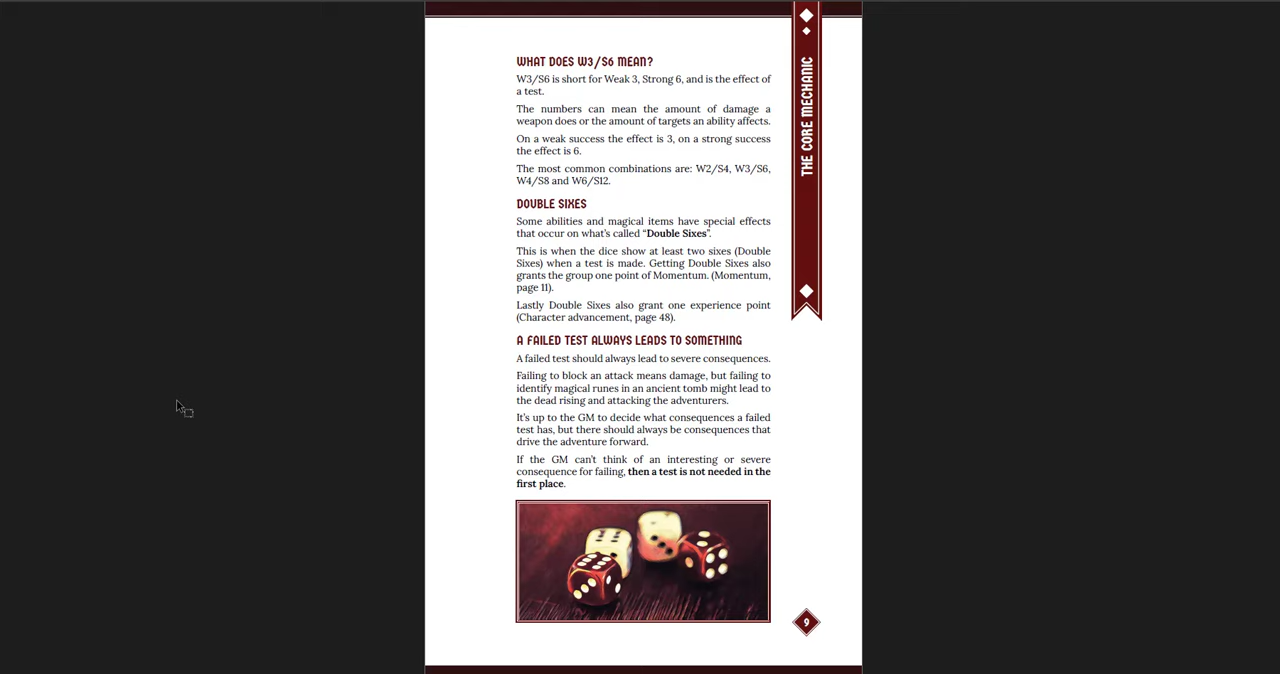 WHAT DOES W3/S6 MEAN?
W3/S6 is short for Weak 3, Strong 6, and is the effect of
a test.
The numbers can mean the amount of damage a
weapon does or the amount of targets an ability affects.
On a weak success the effect is 3, on a strong success
the effect is 6.
The most common combinations are: W2/S4, W3/S6,
W4/S8 and W6/S12.
DOUBLE SIXES
Some abilities and magical items have special effects
that occur on what's called “Double Sixes”.
This is when the dice show at least two sixes (Double
Sixes) when a test is made. Getting Double Sixes also
grants the group one point of Momentum. (Momentum,
page 11).
Lastly Double Sixes also grant one experience point
(Character advancement, page 48).
A FAILED TEST ALWAYS LEADS TO SOMETHING
A failed test should always lead to severe consequences.
Failing to block an attack means damage, but failing to
identify magical runes in an ancient tomb might lead to
the dead rising and attacking the adventurers.
It's up to the GM to decide what consequences a failed
test has, but there should always be consequences that
drive the adventure forward.
If the GM can't think of an interesting or severe
consequence for failing, then a test is not needed in the
first place.
THE CORE MECHANIC
9